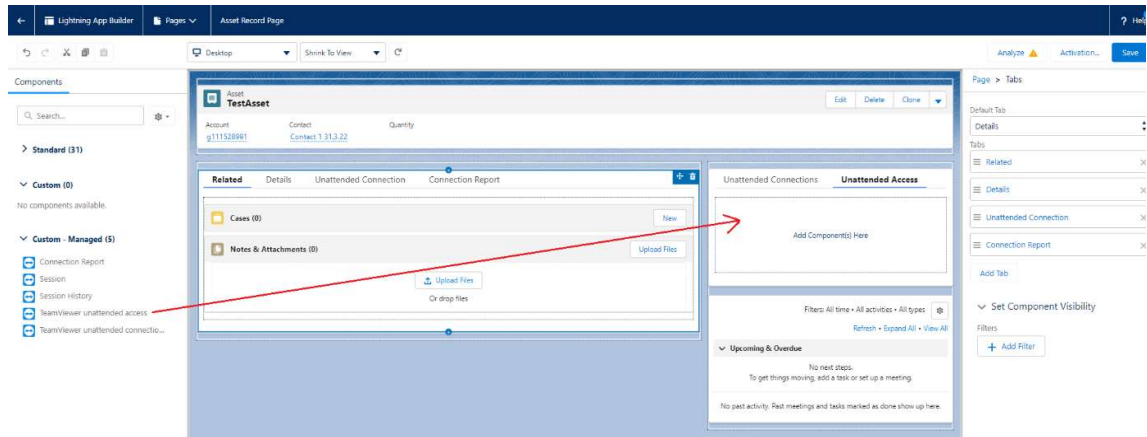 Lightning App Builder
Pages
Asset Record Page
? Help
Desktop
Shrink To View
Analyze
Activation...
Save
Components
Search...
Standard (31)
Custom (0)
No components available.
Custom - Managed (5)
Connection Report
Session
Session History
TeamViewer unattended access
TeamViewer unattended connectio...
Asset
TestAsset
Edit
Delete
Clone
Account
Contact
Quantity
g111528991
Contact 1 31.3.22
Related
Details
Unattended Connection
Connection Report
Cases (0)
New
Notes & Attachments (0)
Upload Files
Upload Files
Or drop files
Unattended Connections
Unattended Access
Add Component(s) Here
Filters: All time • All activities • All types
Refresh • Expand All • View All
Upcoming & Overdue
No next steps.
To get things moving, add a task or set up a meeting.
No past activity. Past meetings and tasks marked as done show up here.
Page > Tabs
Default Tab
Details
Tabs
Related
Details
Unattended Connection
Connection Report
Add Tab
Set Component Visibility
Filters
+ Add Filter